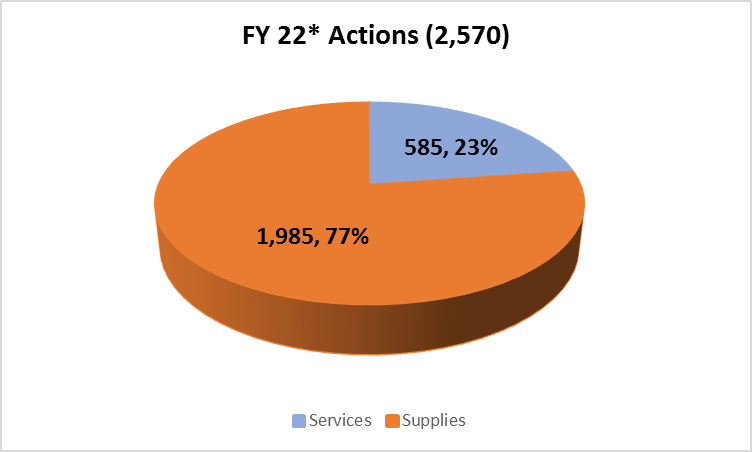 FY 22* Actions (2,570)
585, 23%
1,985, 77%
Services Supplies